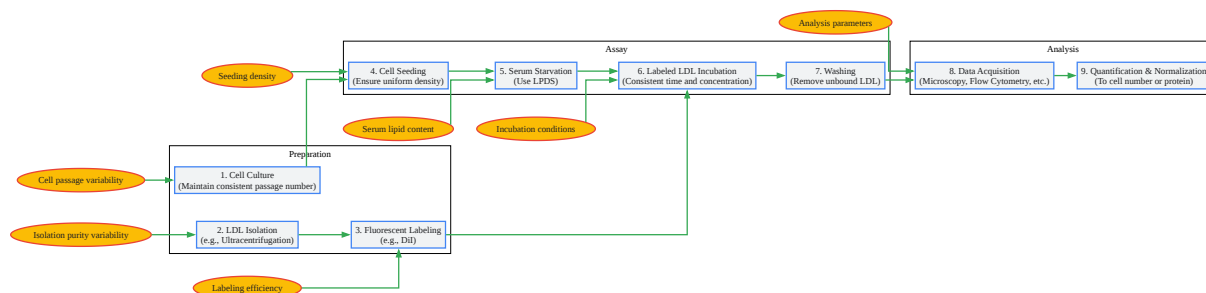 Analysis parameters
Assay
Analysis
Seeding density
4. Cell Seeding
(Ensure uniform density)
5. Serum Starvation
(Use LPDS)
6. Labeled LDL Incubation
(Consistent time and concentration)
7. Washing
(Remove unbound LDL)
8. Data Acquisition
(Microscopy, Flow Cytometry, etc.)
9. Quantification & Normalization
(To cell number or protein)
Serum lipid content
Incubation conditions
Preparation
Cell passage variability
1. Cell Culture
(Maintain consistent passage number)
Isolation purity variability
2. LDL Isolation
(e.g., Ultracentrifugation)
3. Fluorescent Labeling
(e.g., DiI)
Labeling efficiency